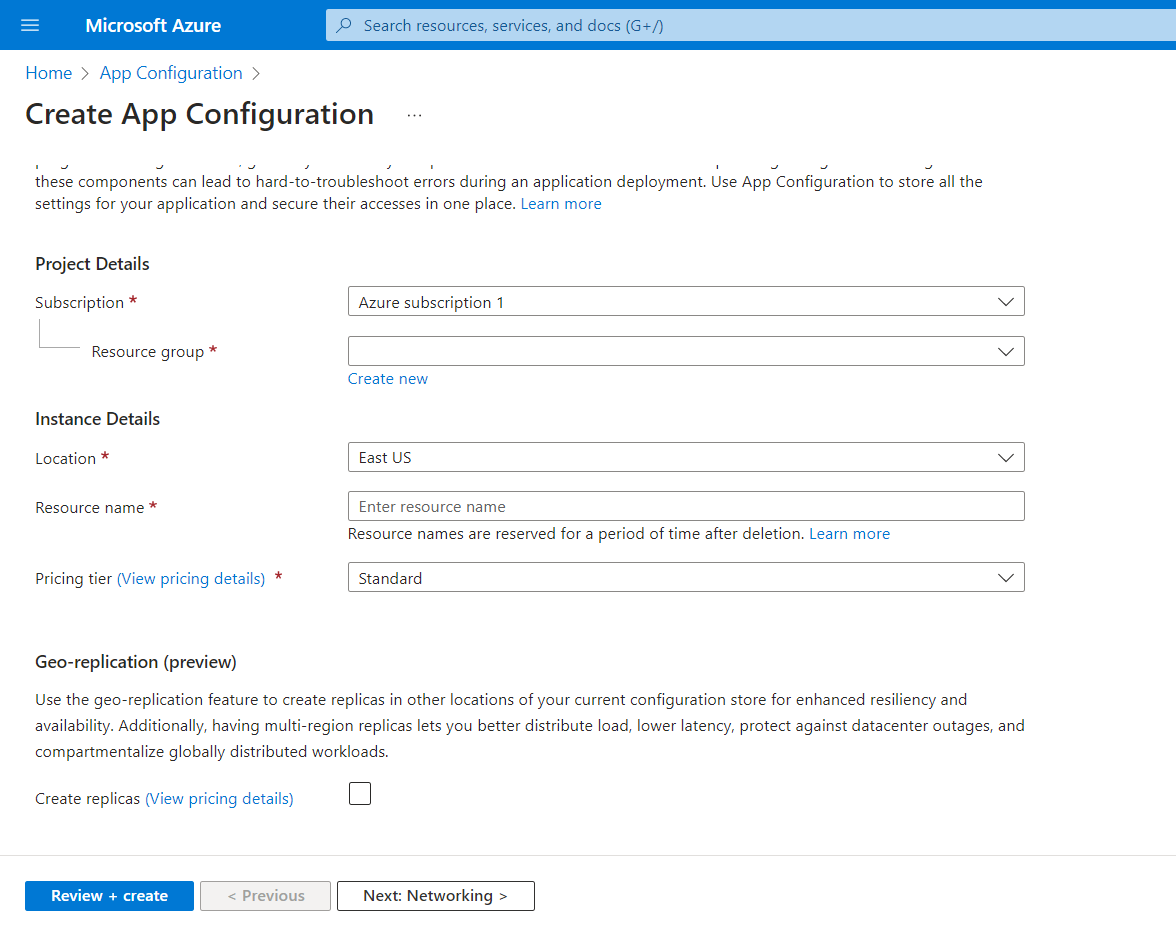 Microsoft Azure
Search resources, services, and docs (G+/)
Home > App Configuration >
Create App Configuration ...
these components can lead to hard-to-troubleshoot errors during an application deployment. Use App Configuration to store all the
settings for your application and secure their accesses in one place. Learn more
Project Details
Subscription *
Azure subscription 1
Resource group *
Create new
Instance Details
Location *
East US
Resource name *
Enter resource name
Resource names are reserved for a period of time after deletion. Learn more
Pricing tier (View pricing details) *
Standard
Geo-replication (preview)
Use the geo-replication feature to create replicas in other locations of your current configuration store for enhanced resiliency and
availability. Additionally, having multi-region replicas lets you better distribute load, lower latency, protect against datacenter outages, and
compartmentalize globally distributed workloads.
Create replicas (View pricing details)
Review + create
< Previous
Next: Networking >